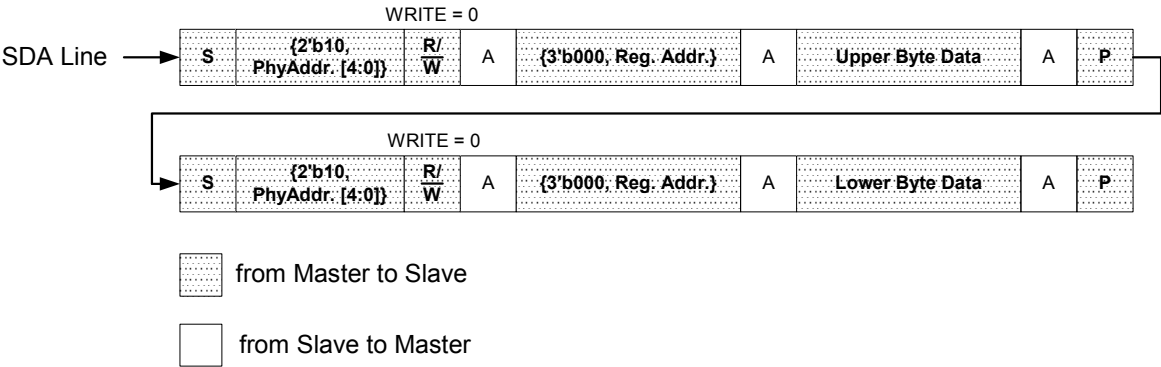 WRITE = 0
SDA Line
S {2'b10, PhyAddr. [4:0]} R/W A {3'b000, Reg. Addr.} A Upper Byte Data A P
WRITE = 0
S {2'b10, PhyAddr. [4:0]} R/W A {3'b000, Reg. Addr.} A Lower Byte Data A P
from Master to Slave
from Slave to Master